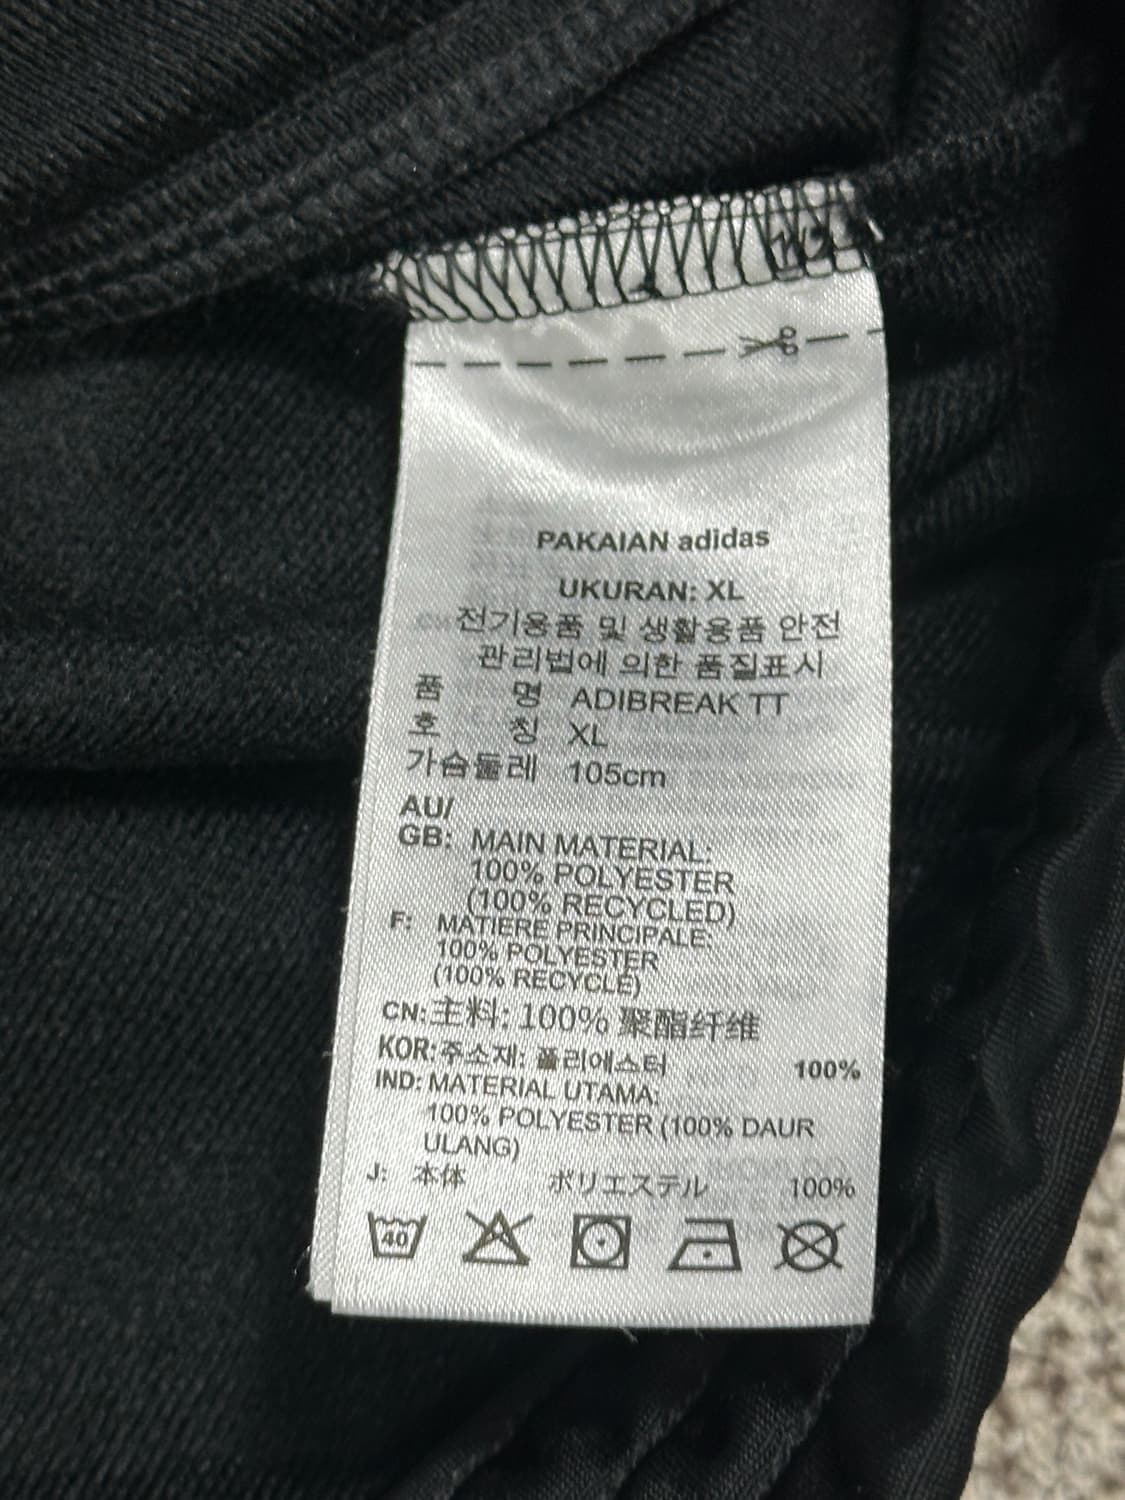 PAKAIAN adidas
UKURAN: XL
전기용품 및 생활용품 안전
관리법에 의한 품질표시
품 명 ADIBREAK TT
호 칭 XL
가슴둘레 105cm
AU/
GB: MAIN MATERIAL:
100% POLYESTER
(100% RECYCLED)
F: MATIERE PRINCIPALE:
100% POLYESTER
(100% RECYCLE)
CN: 主料: 100% 聚酯纤维
KOR: 주소재: 폴리에스터 100%
IND: MATERIAL UTAMA:
100% POLYESTER (100% DAUR
ULANG)
J: 本体 ポリエステル 100%
40